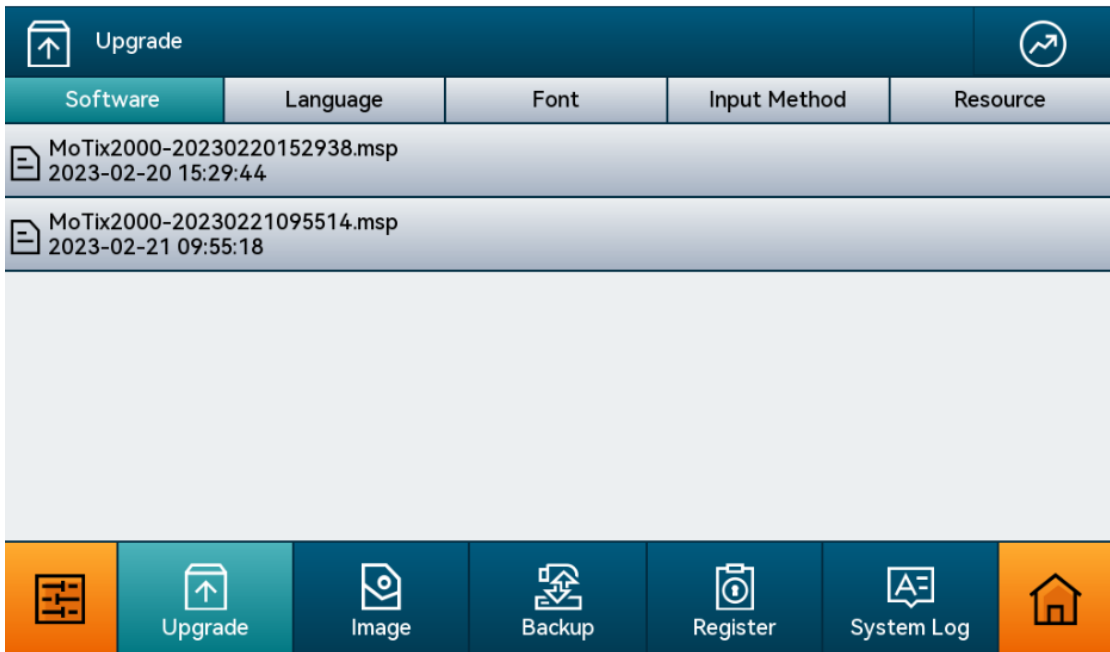 Upgrade
Software
Language
Font
Input Method
Resource
MoTix2000-20230220152938.msp
2023-02-20 15:29:44
MoTix2000-20230221095514.msp
2023-02-21 09:55:18
Upgrade
Image
Backup
Register
System Log